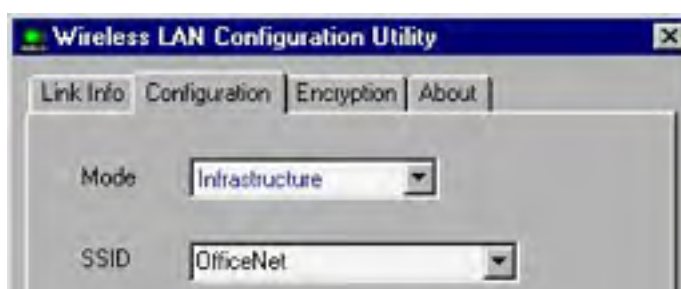 Wireless LAN Configuration Utility
Link Info Configuration Encryption About
Mode Infrastructure
SSID OfficeNet